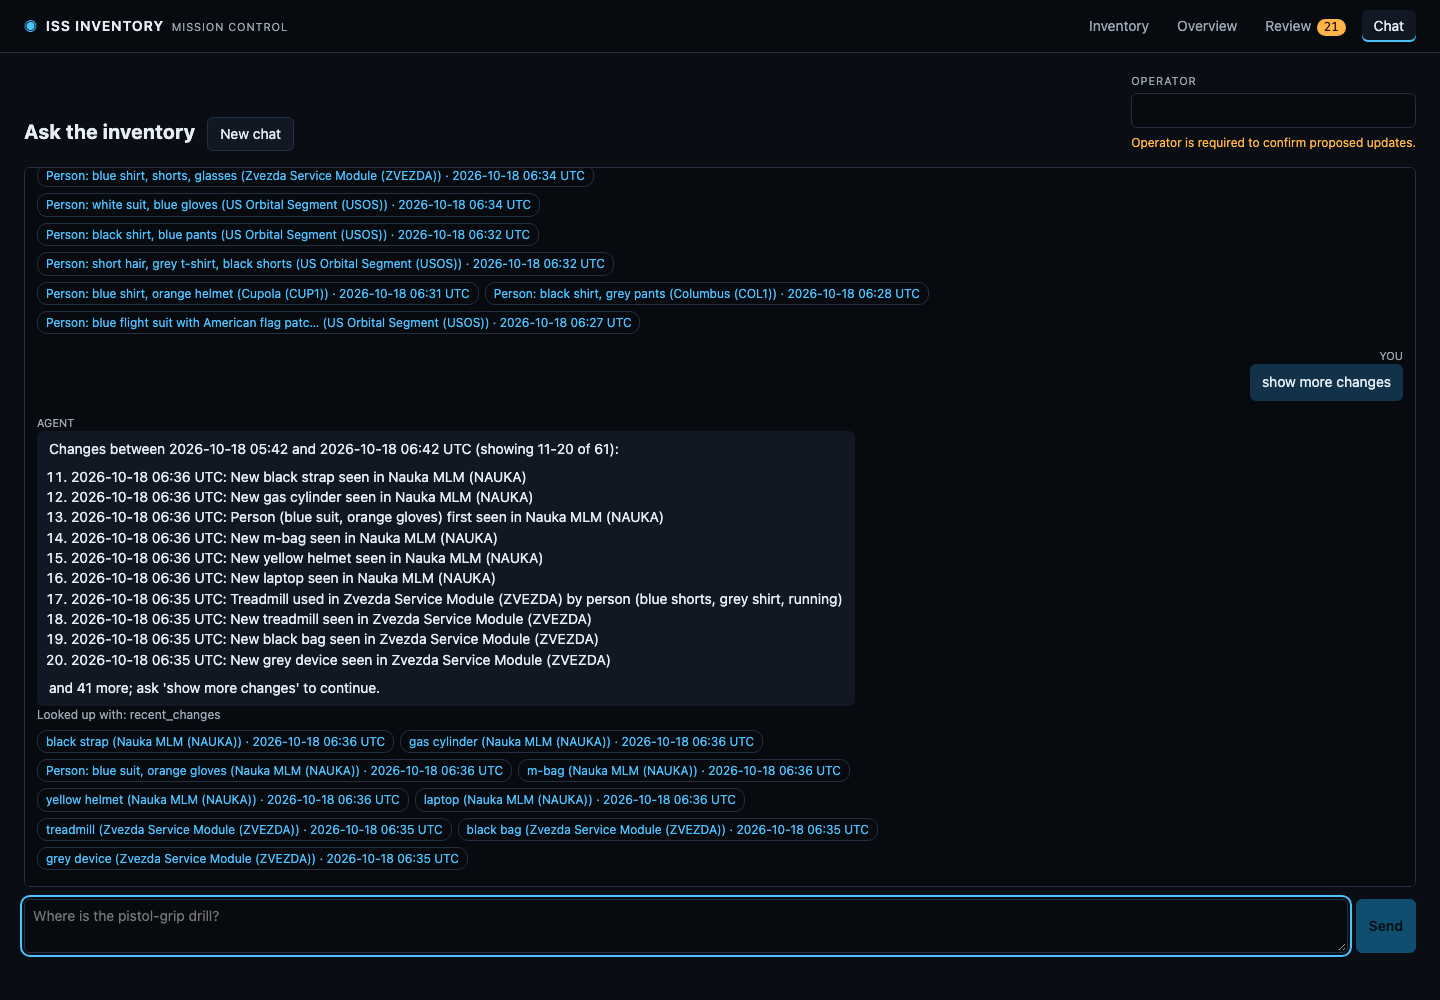 ISS INVENTORY MISSION CONTROL
Inventory Overview Review 21 Chat
OPERATOR
Ask the inventory New chat
Operator is required to confirm proposed updates.
Person: blue shirt, shorts, glasses (Zvezda Service Module (ZVEZDA)) · 2026-10-18 06:34 UTC
Person: white suit, blue gloves (US Orbital Segment (USOS)) · 2026-10-18 06:34 UTC
Person: black shirt, blue pants (US Orbital Segment (USOS)) · 2026-10-18 06:32 UTC
Person: short hair, grey t-shirt, black shorts (US Orbital Segment (USOS)) · 2026-10-18 06:32 UTC
Person: blue shirt, orange helmet (Cupola (CUP1)) · 2026-10-18 06:31 UTC Person: black shirt, grey pants (Columbus (COL1)) · 2026-10-18 06:28 UTC
Person: blue flight suit with American flag patc... (US Orbital Segment (USOS)) · 2026-10-18 06:27 UTC
YOU
show more changes
AGENT
Changes between 2026-10-18 05:42 and 2026-10-18 06:42 UTC (showing 11-20 of 61):
11. 2026-10-18 06:36 UTC: New black strap seen in Nauka MLM (NAUKA)
12. 2026-10-18 06:36 UTC: New gas cylinder seen in Nauka MLM (NAUKA)
13. 2026-10-18 06:36 UTC: Person (blue suit, orange gloves) first seen in Nauka MLM (NAUKA)
14. 2026-10-18 06:36 UTC: New m-bag seen in Nauka MLM (NAUKA)
15. 2026-10-18 06:36 UTC: New yellow helmet seen in Nauka MLM (NAUKA)
16. 2026-10-18 06:36 UTC: New laptop seen in Nauka MLM (NAUKA)
17. 2026-10-18 06:35 UTC: Treadmill used in Zvezda Service Module (ZVEZDA) by person (blue shorts, grey shirt, running)
18. 2026-10-18 06:35 UTC: New treadmill seen in Zvezda Service Module (ZVEZDA)
19. 2026-10-18 06:35 UTC: New black bag seen in Zvezda Service Module (ZVEZDA)
20. 2026-10-18 06:35 UTC: New grey device seen in Zvezda Service Module (ZVEZDA)
and 41 more; ask 'show more changes' to continue.
Looked up with: recent_changes
black strap (Nauka MLM (NAUKA)) · 2026-10-18 06:36 UTC gas cylinder (Nauka MLM (NAUKA)) · 2026-10-18 06:36 UTC
Person: blue suit, orange gloves (Nauka MLM (NAUKA)) · 2026-10-18 06:36 UTC m-bag (Nauka MLM (NAUKA)) · 2026-10-18 06:36 UTC
yellow helmet (Nauka MLM (NAUKA)) · 2026-10-18 06:36 UTC laptop (Nauka MLM (NAUKA)) · 2026-10-18 06:36 UTC
treadmill (Zvezda Service Module (ZVEZDA)) · 2026-10-18 06:35 UTC black bag (Zvezda Service Module (ZVEZDA)) · 2026-10-18 06:35 UTC
grey device (Zvezda Service Module (ZVEZDA)) · 2026-10-18 06:35 UTC
Where is the pistol-grip drill?
Send